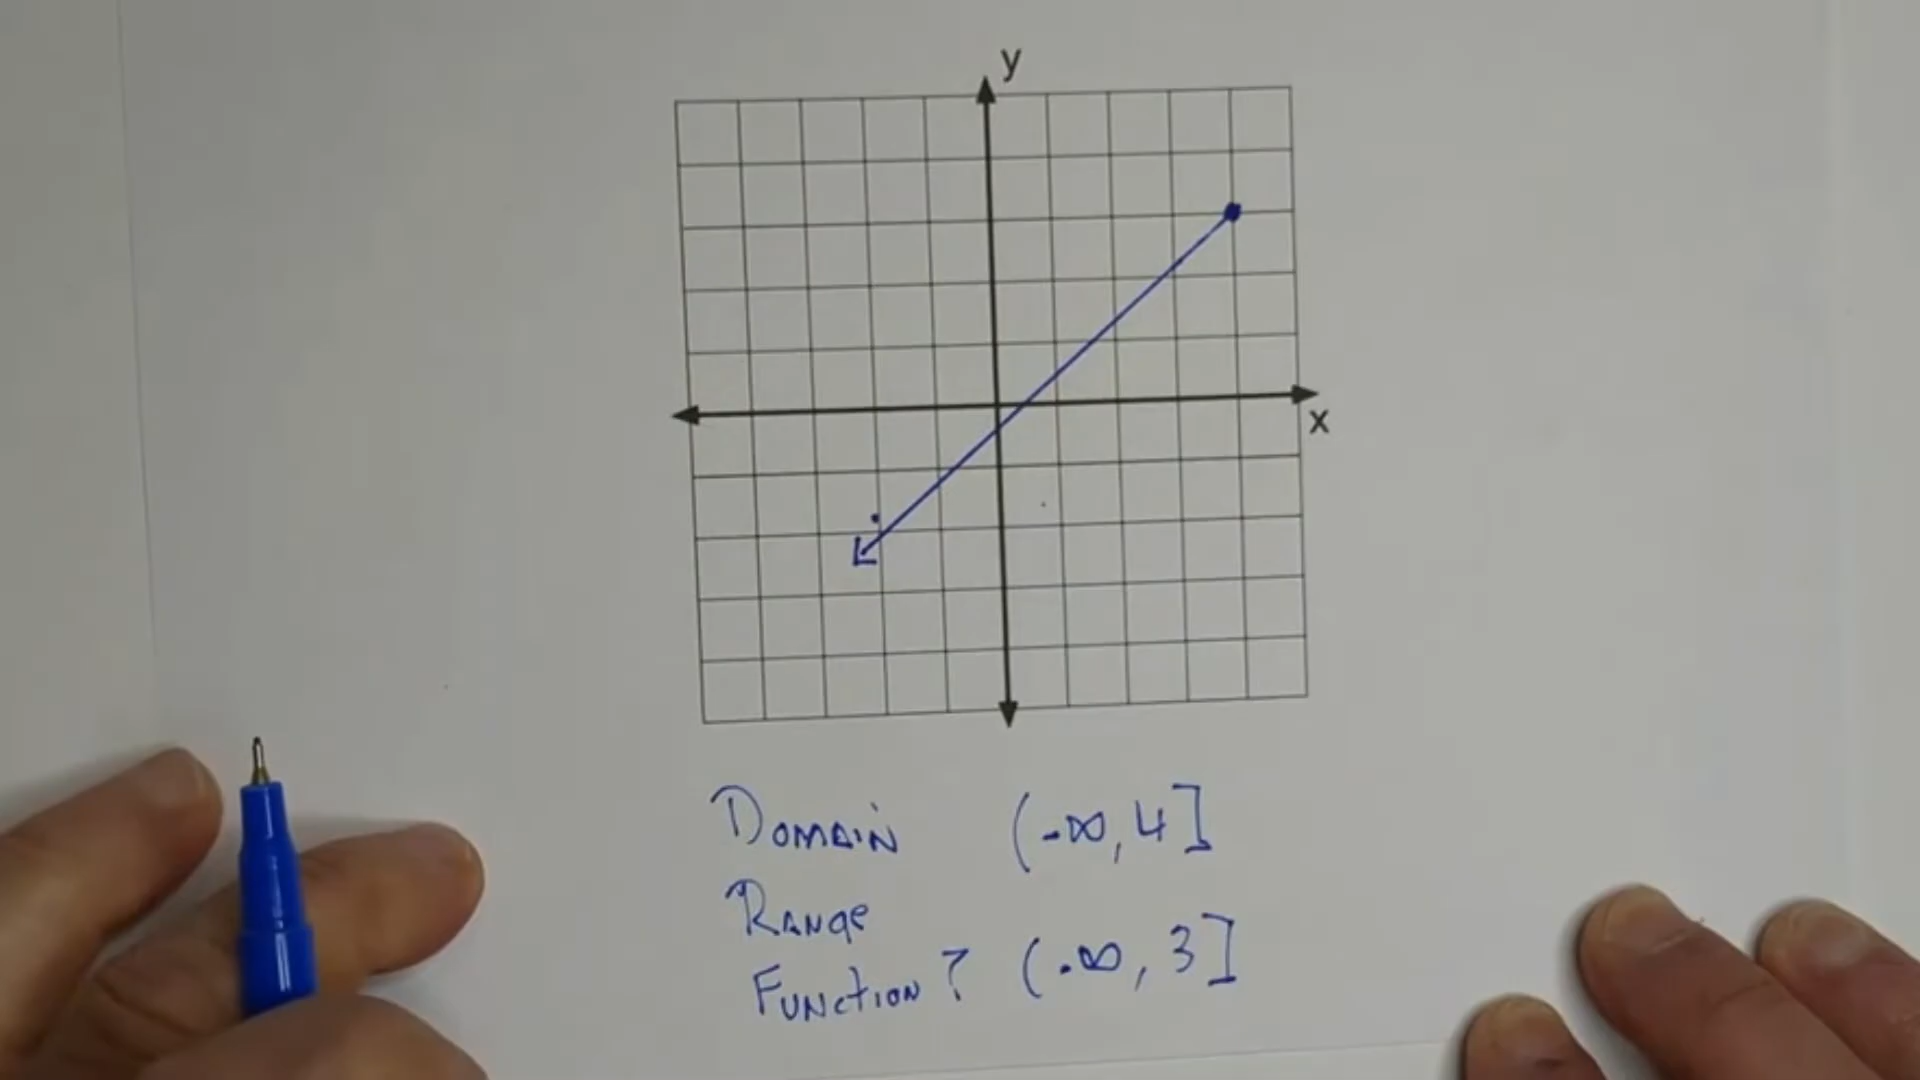 y
x
Domain (-∞, 4]
Range
Function? (-∞, 3]